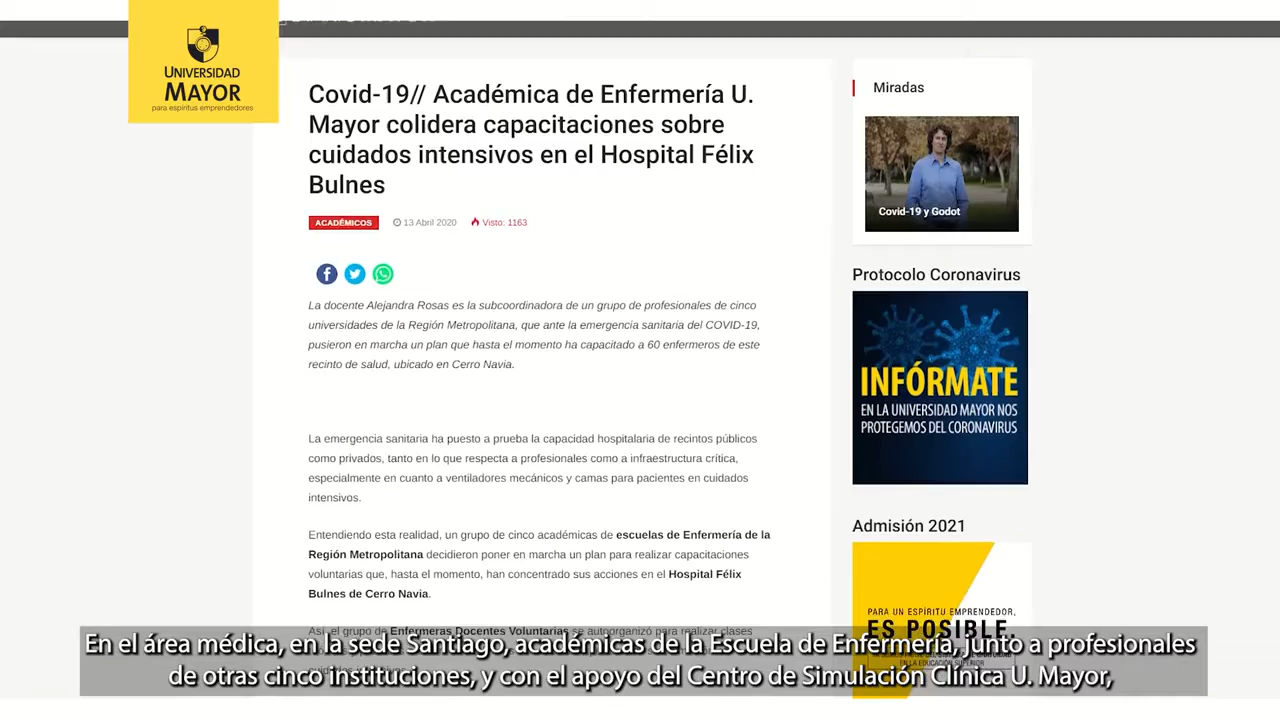 UNIVERSIDAD
MAYOR
para espíritus emprendedores
Covid-19// Académica de Enfermería U.
Mayor colidera capacitaciones sobre
cuidados intensivos en el Hospital Félix
Bulnes
ACADÉMICOS 13 Abril 2020 Visto: 1163
La docente Alejandra Rosas es la subcoordinadora de un grupo de profesionales de cinco
universidades de la Región Metropolitana, que ante la emergencia sanitaria del COVID-19,
pusieron en marcha un plan que hasta el momento ha capacitado a 60 enfermeros de este
recinto de salud, ubicado en Cerro Navia.
La emergencia sanitaria ha puesto a prueba la capacidad hospitalaria de recintos públicos
como privados, tanto en lo que respecta a profesionales como a infraestructura crítica,
especialmente en cuanto a ventiladores mecánicos y camas para pacientes en cuidados
intensivos.
Entendiendo esta realidad, un grupo de cinco académicas de escuelas de Enfermería de la
Región Metropolitana decidieron poner en marcha un plan para realizar capacitaciones
voluntarias que, hasta el momento, han concentrado sus acciones en el Hospital Félix
Bulnes de Cerro Navia.
Así, el grupo de Enfermeras Docentes Voluntarias se autoorganizó para realizar clases
Miradas
Covid-19 y Godot
Protocolo Coronavirus
INFÓRMATE
EN LA UNIVERSIDAD MAYOR NOS
PROTEGEMOS DEL CORONAVIRUS
Admisión 2021
PARA UN ESPÍRITU EMPRENDEDOR,
ES POSIBLE.
EN LA EDUCACIÓN SUPERIOR
En el área médica, en la sede Santiago, académicas de la Escuela de Enfermería, junto a profesionales
de otras cinco instituciones, y con el apoyo del Centro de Simulación Clínica U. Mayor,